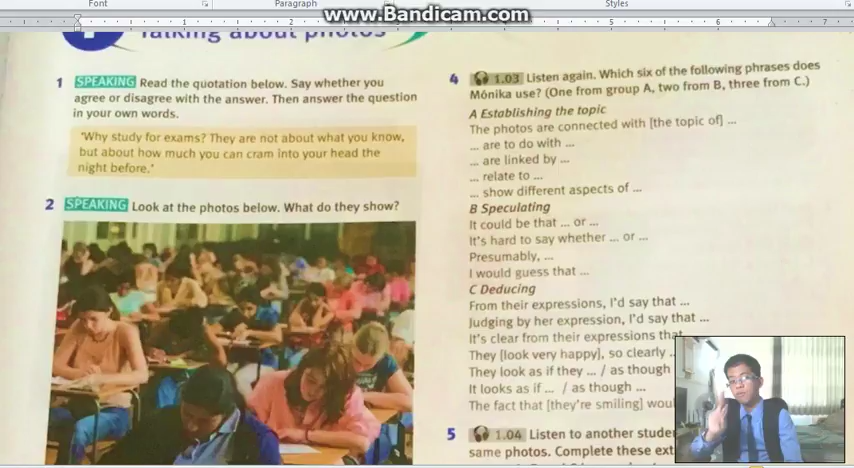 Font
Paragraph
Styles
www.Bandicam.com
1
2
3
4
5
6
7
Talking about photos
1 SPEAKING Read the quotation below. Say whether you
agree or disagree with the answer. Then answer the question
in your own words.
'Why study for exams? They are not about what you know,
but about how much you can cram into your head the
night before.'
2 SPEAKING Look at the photos below. What do they show?
4 1.03 Listen again. Which six of the following phrases does
Mónika use? (One from group A, two from B, three from C.)
A Establishing the topic
The photos are connected with [the topic of] ...
... are to do with ...
... are linked by ...
... relate to ...
... show different aspects of ...
B Speculating
It could be that ... or ...
It's hard to say whether ... or ...
Presumably, ...
I would guess that ...
C Deducing
From their expressions, I'd say that ...
Judging by her expression, I'd say that ...
It's clear from their expressions that
They [look very happy], so clearly
They look as if they ... / as though
It looks as if ... / as though ...
The fact that [they're smiling]
5 1.04 Listen to another
same photos. Complete these